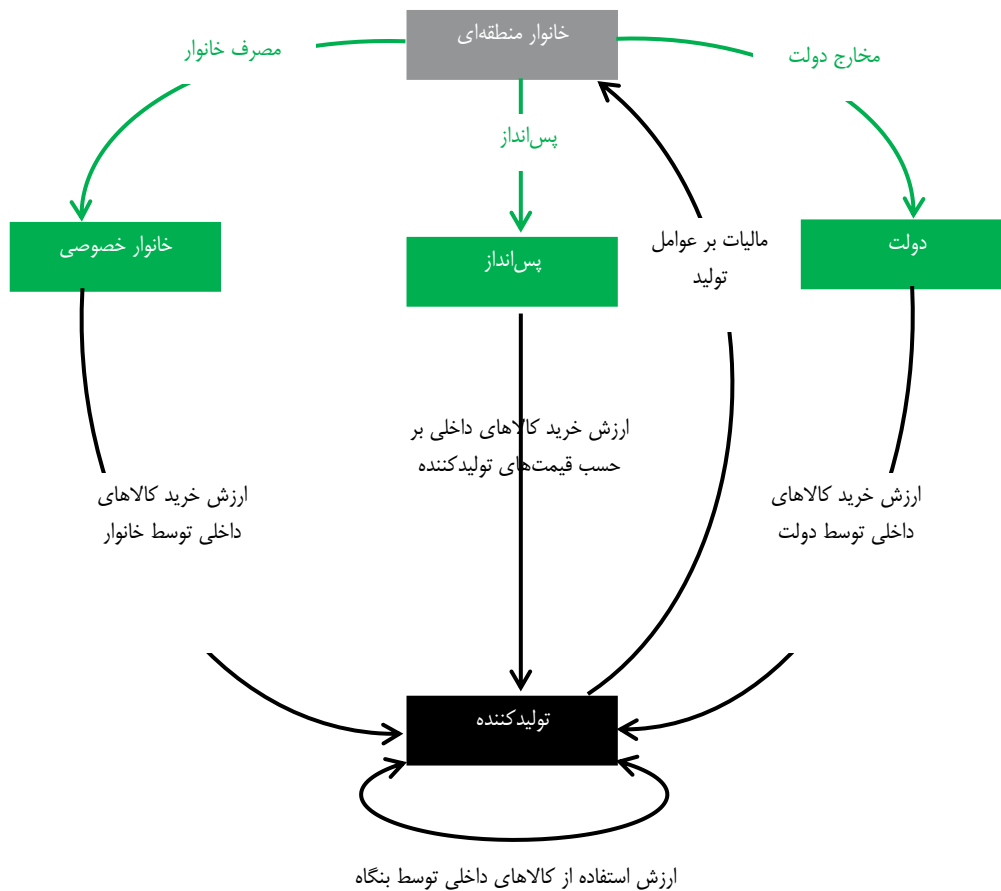 خانوار منطقه‌ای
مخارج دولت
مصرف خانوار
پس‌انداز
دولت
پس‌انداز
خانوار خصوصی
مالیات بر عوامل
تولید
ارزش خرید کالاهای داخلی بر
حسب قیمت‌های تولیدکننده
ارزش خرید کالاهای
داخلی توسط دولت
ارزش خرید کالاهای
داخلی توسط خانوار
تولیدکننده
ارزش استفاده از کالاهای داخلی توسط بنگاه